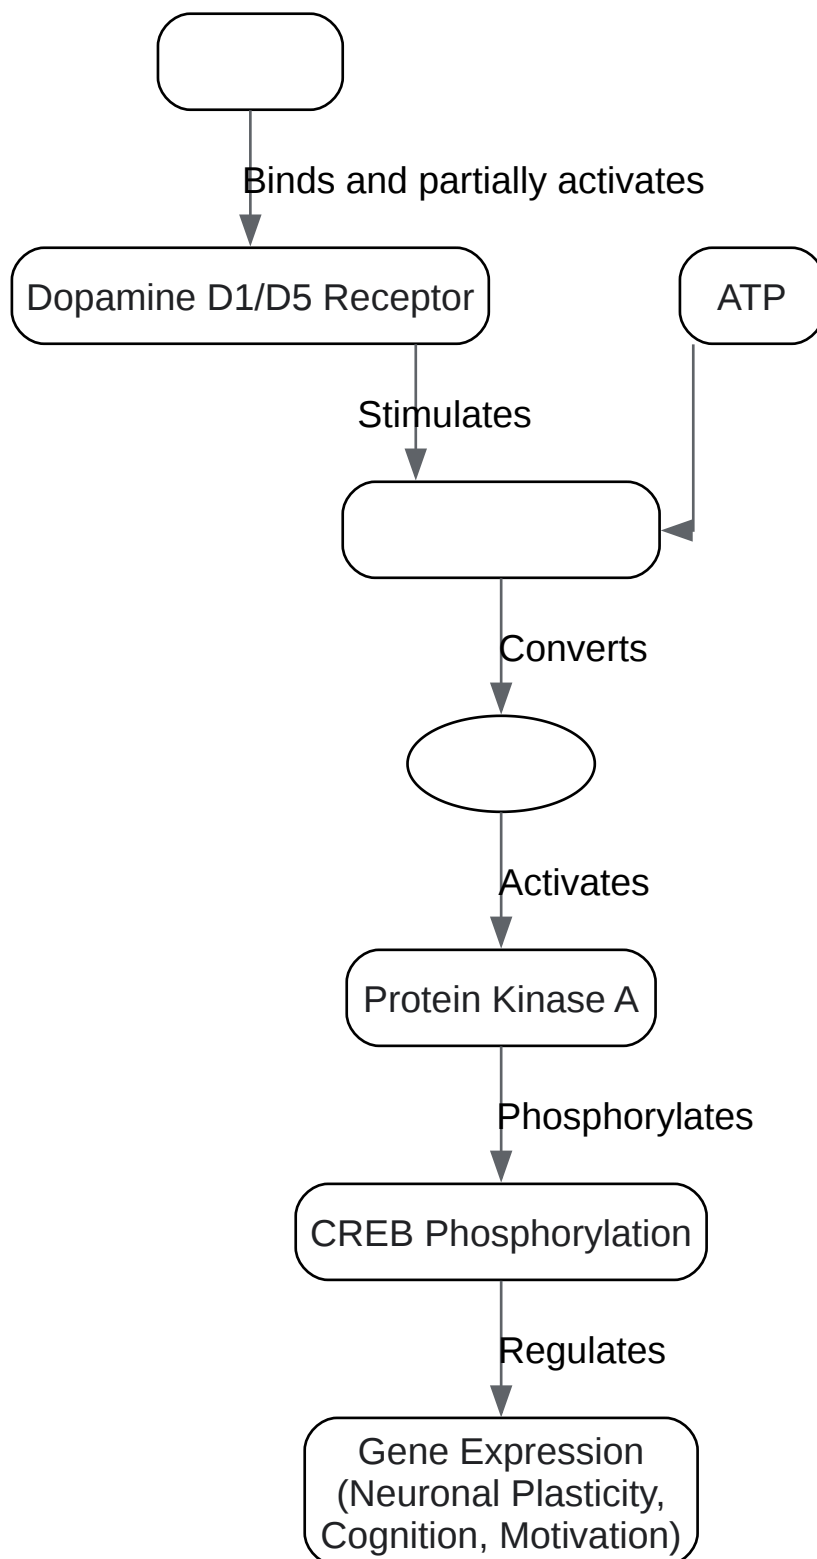 Binds and partially activates
Dopamine D1/D5 Receptor
ATP
Stimulates
Converts
Activates
Protein Kinase A
Phosphorylates
CREB Phosphorylation
Regulates
Gene Expression
(Neuronal Plasticity,
Cognition, Motivation)